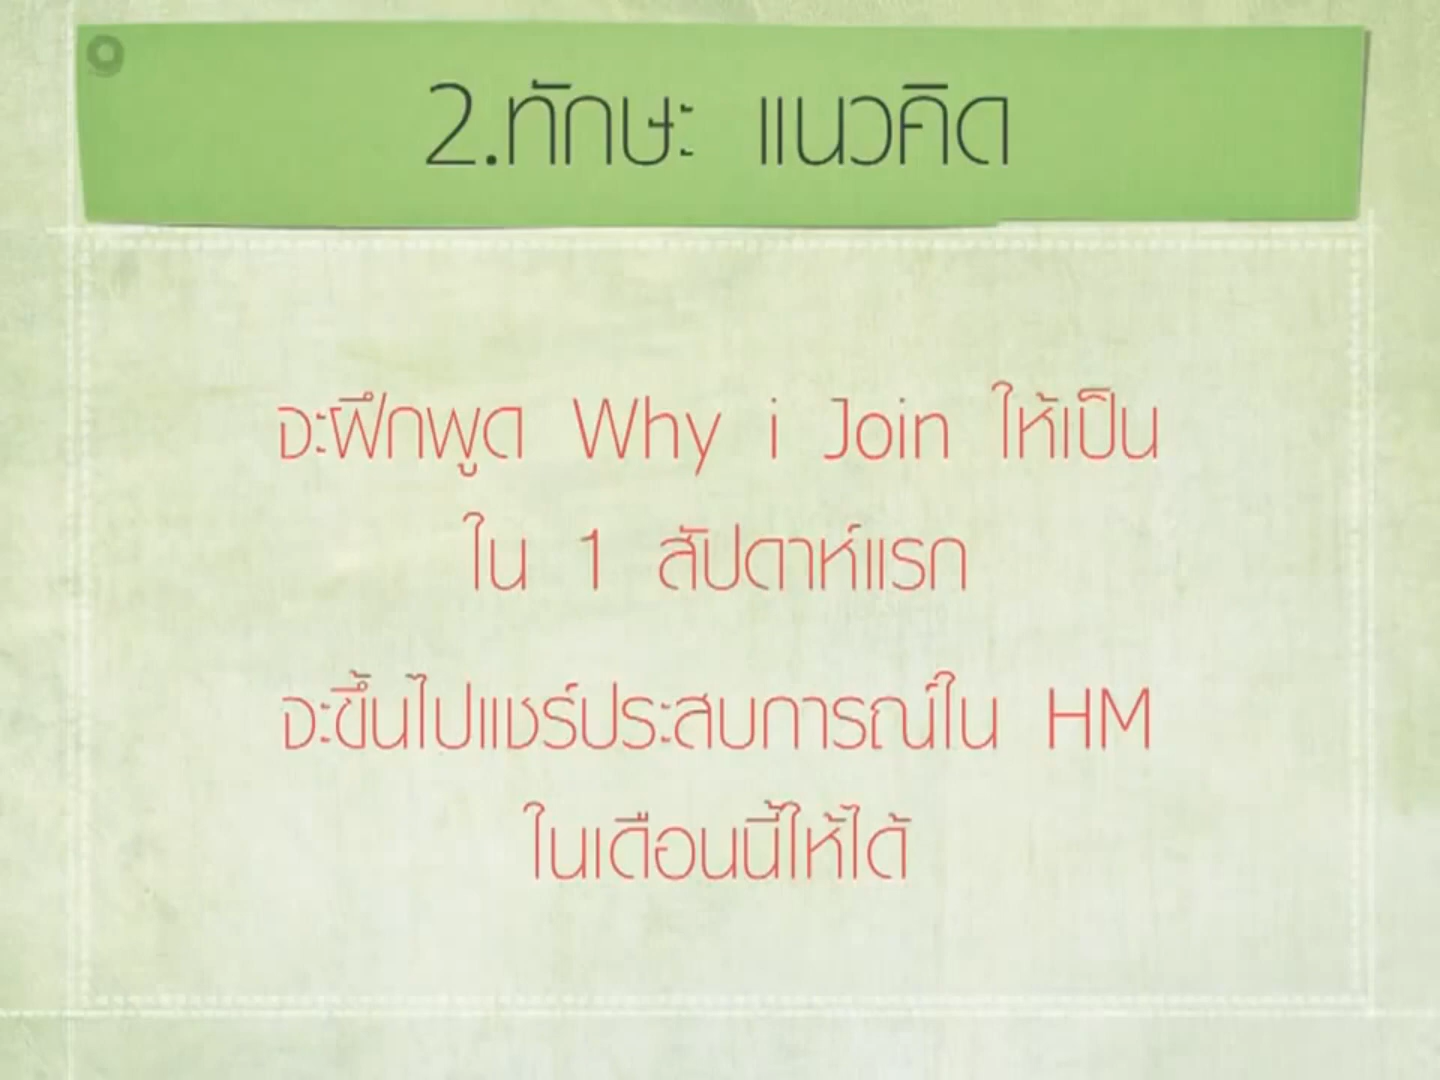 2.ทักษะ แนวคิด
จะฝึกพูด Why i Join ให้เป็น
ใน 1 สัปดาห์แรก
จะขึ้นไปแชร์ประสบการณ์ใน HM
ในเดือนนี้ให้ได้